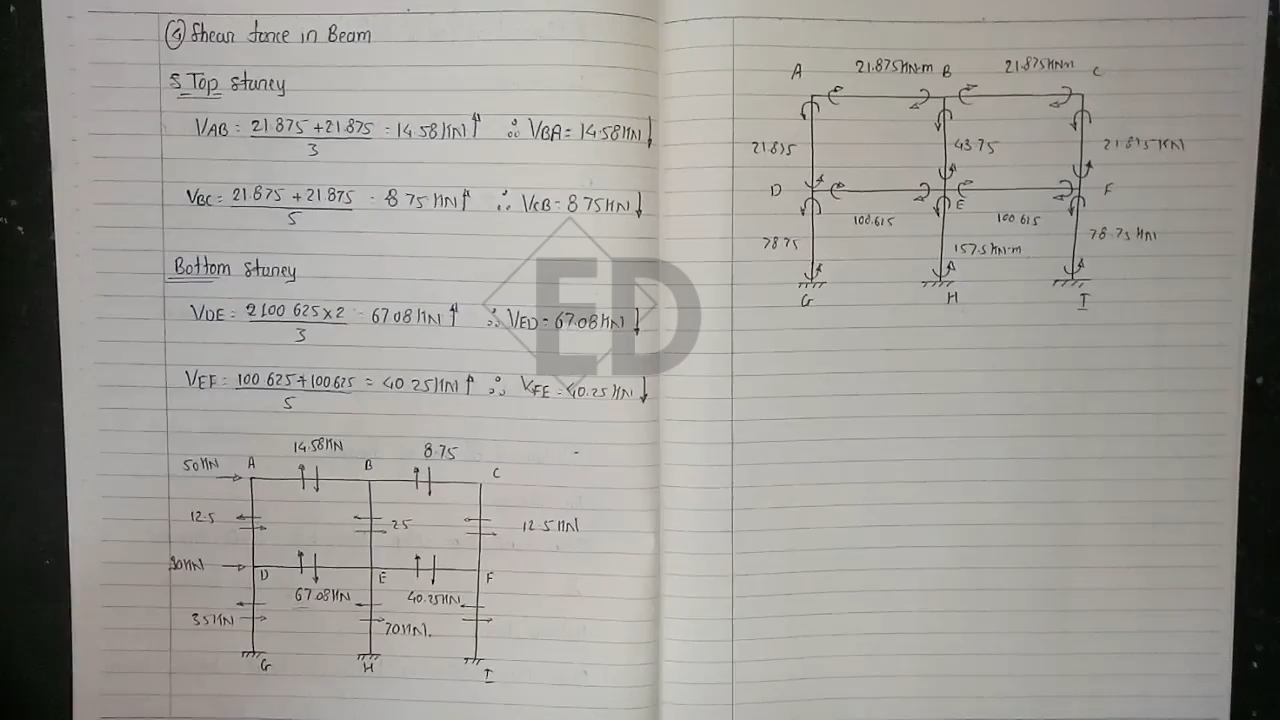 ④ Shear force in Beam
5 Top storey
VAB = 21.875 + 21.875 / 3 = 14.58 KN ↑ ∴ VBA = 14.58 KN ↓
VBC = 21.875 + 21.875 / 5 = 8.75 KN ↑ ∴ VCB = 8.75 KN ↓
Bottom storey
VDE = 2100.625 x 2 / 3 = 67.08 KN ↑ ∴ VED = 67.08 KN ↓
VEF = 100.625 + 100.625 / 5 = 40.25 KN ↑ ∴ VFE = 40.25 KN ↓
ED
14.58 KN 8.75
50 KN A B C
12.5 25 12.5 KN
D E F
67.08 KN 40.25 KN
35 KN 70 KN.
G H I
A 21.875 KN·m B 21.875 KN·m C
21.875 43.75 21.875 KN
D E F
100.615 100.615
78.75 157.5 KN·m 78.75 KN
G H I